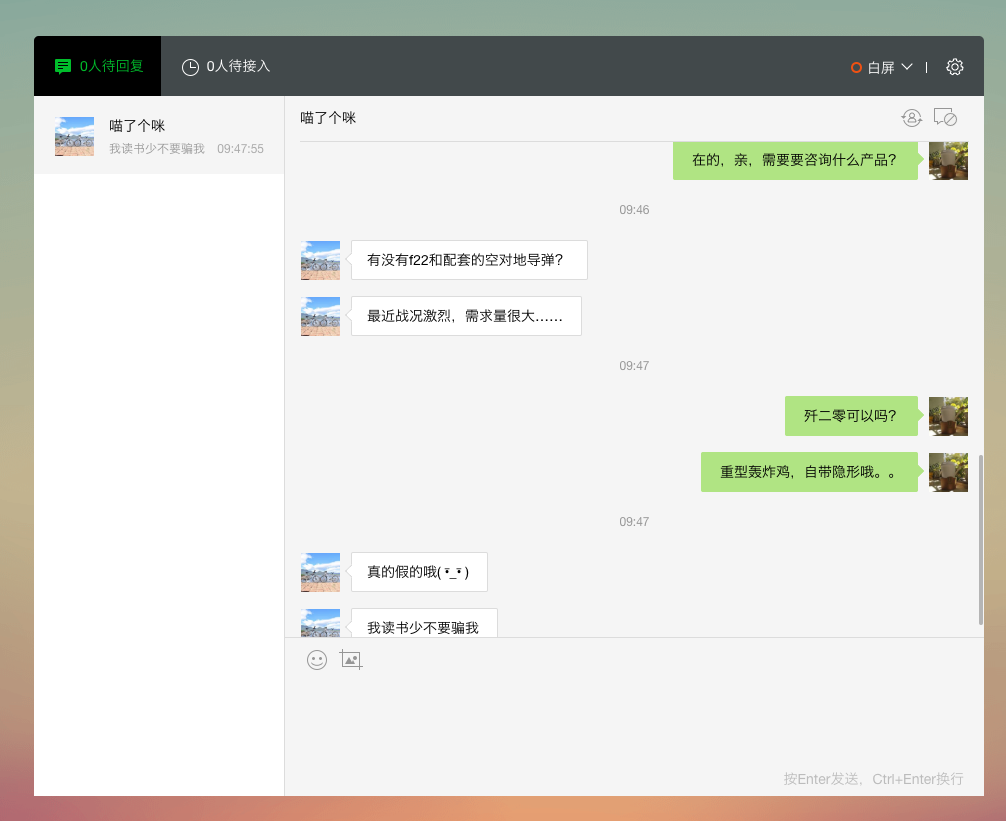 0人待回复
0人待接入
白屏
喵了个咪
我读书少不要骗我 09:47:55
喵了个咪
在的，亲，需要要咨询什么产品？
09:46
有没有f22和配套的空对地导弹？
最近战况激烈，需求量很大……
09:47
歼二零可以吗？
重型轰炸鸡，自带隐形哦。。
09:47
真的假的哦( •̅_•̅ )
我读书少不要骗我
按Enter发送，Ctrl+Enter换行